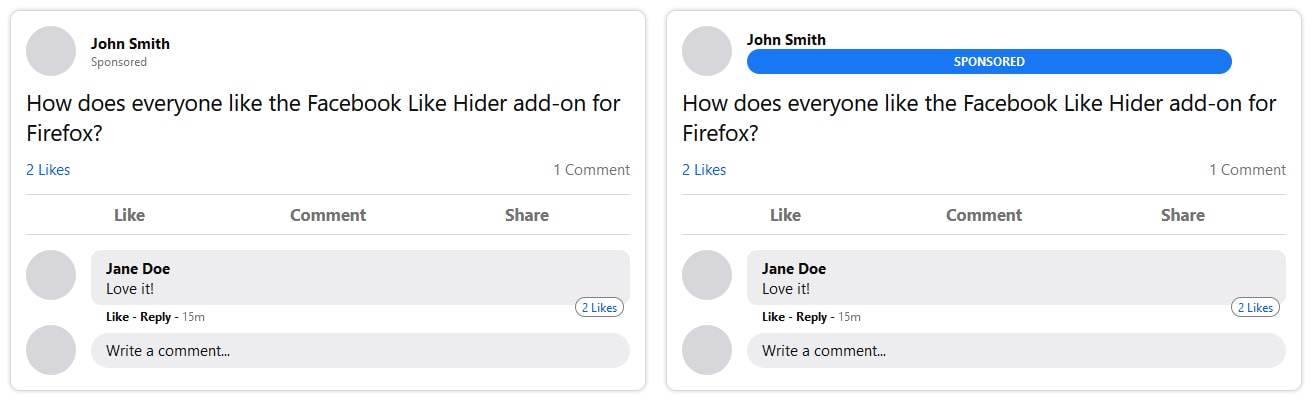 John Smith
Sponsored
How does everyone like the Facebook Like Hider add-on for
Firefox?
2 Likes 1 Comment
Like Comment Share
Jane Doe
Love it!
2 Likes
Like - Reply - 15m
Write a comment...
John Smith
SPONSORED
How does everyone like the Facebook Like Hider add-on for
Firefox?
2 Likes 1 Comment
Like Comment Share
Jane Doe
Love it!
2 Likes
Like - Reply - 15m
Write a comment...